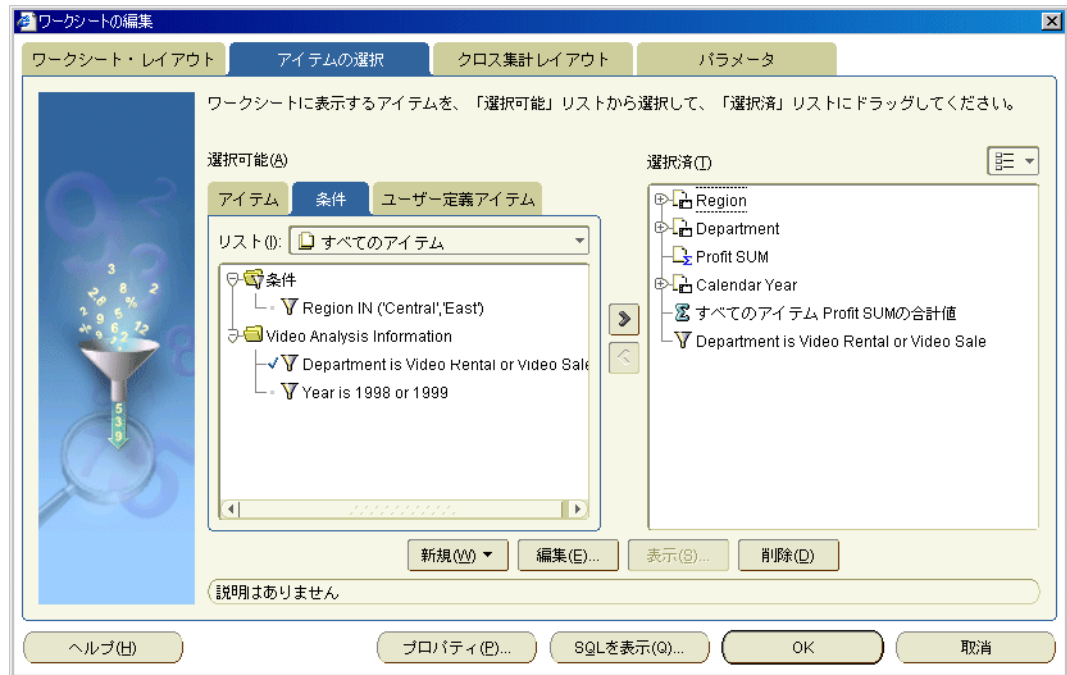 ワークシートの編集
ワークシート・レイアウト アイテムの選択 クロス集計レイアウト パラメータ
ワークシートに表示するアイテムを、「選択可能」リストから選択して、「選択済」リストにドラッグしてください。
選択可能(A)
アイテム 条件 ユーザー定義アイテム
リスト(I): すべてのアイテム
条件
Region IN ('Central','East')
Video Analysis Information
Department is Video Rental or Video Sale
Year is 1998 or 1999
選択済(T)
Region
Department
Profit SUM
Calendar Year
すべてのアイテム Profit SUMの合計値
Department is Video Rental or Video Sale
新規(W) 編集(E)... 表示(S)... 削除(D)
説明はありません
ヘルプ(H) プロパティ(P)... SQLを表示(Q)... OK 取消